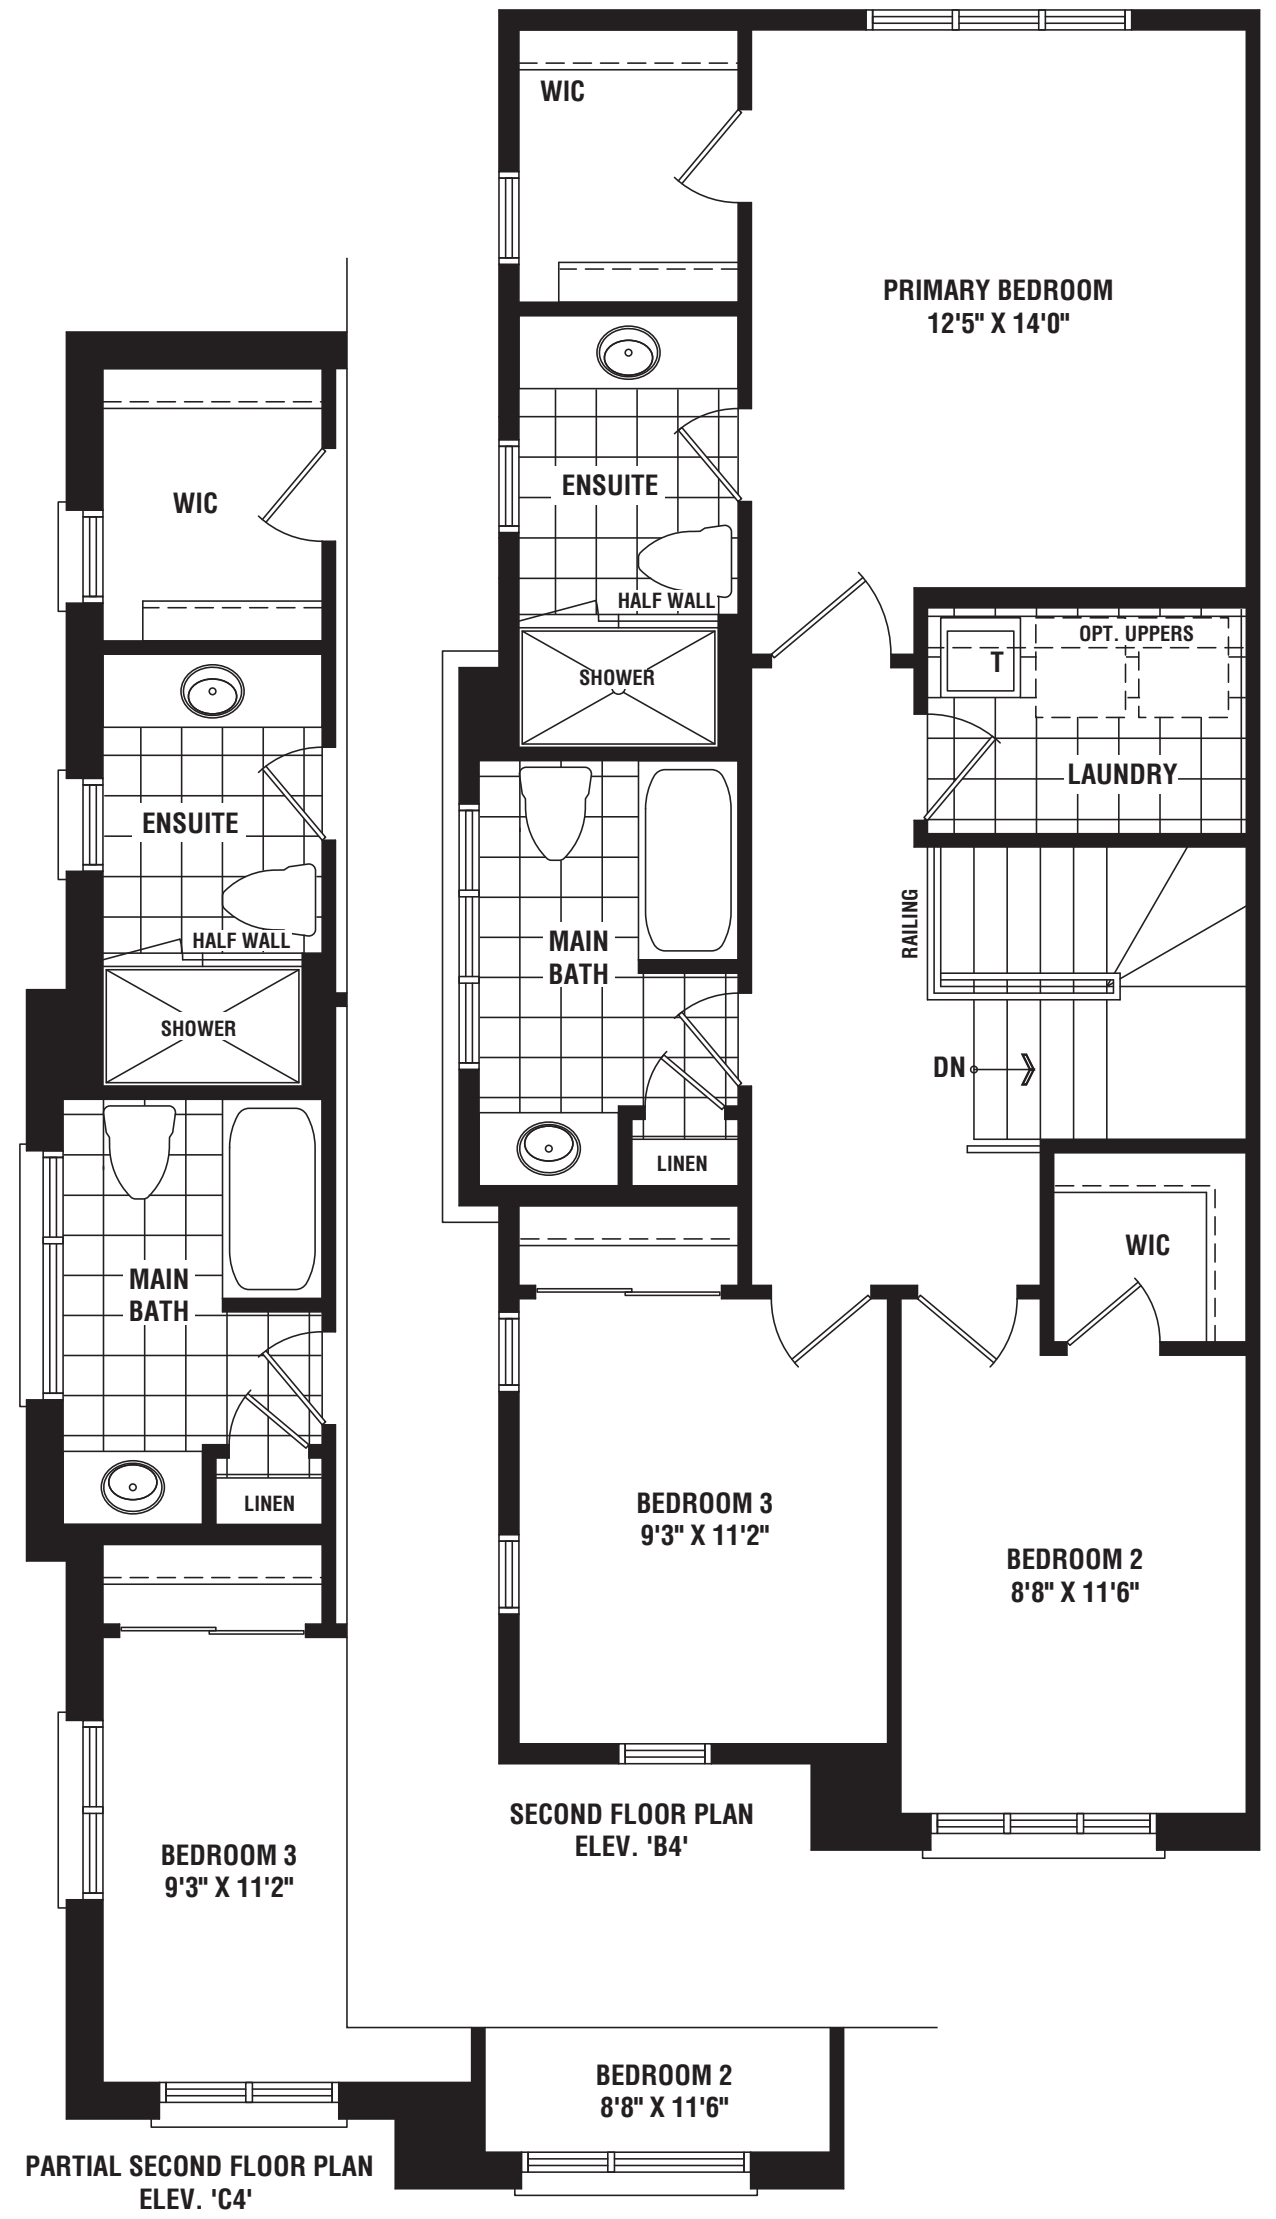 WIC
PRIMARY BEDROOM
12'5" X 14'0"
ENSUITE
HALF WALL
SHOWER
OPT. UPPERS
T
LAUNDRY
MAIN
BATH
RAILING
DN
LINEN
WIC
BEDROOM 3
9'3" X 11'2"
BEDROOM 2
8'8" X 11'6"
SECOND FLOOR PLAN
ELEV. 'B4'
WIC
ENSUITE
HALF WALL
SHOWER
MAIN
BATH
LINEN
BEDROOM 3
9'3" X 11'2"
BEDROOM 2
8'8" X 11'6"
PARTIAL SECOND FLOOR PLAN
ELEV. 'C4'